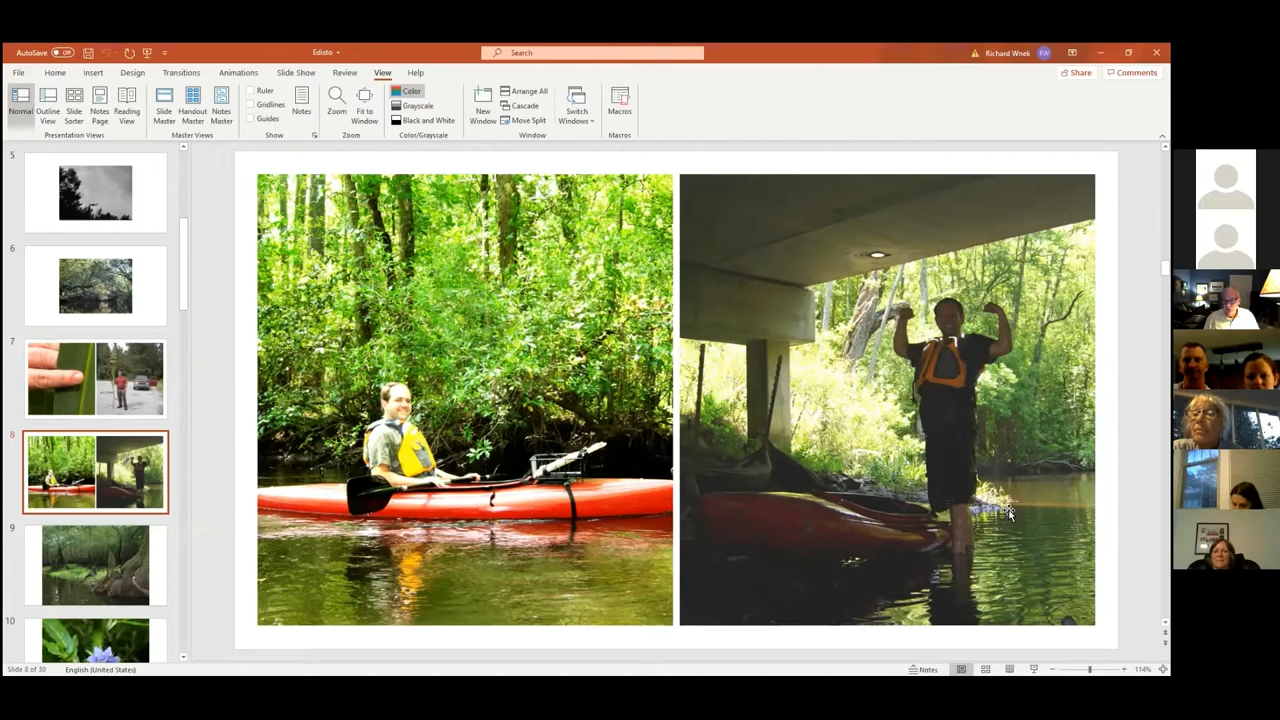 AutoSave Off
Edisto
Search
Richard Wnek RW
File Home Insert Design Transitions Animations Slide Show Review View Help
Share Comments
Normal
Outline View
Slide Sorter
Notes Page
Reading View
Presentation Views
Slide Master
Handout Master
Notes Master
Master Views
Ruler
Gridlines
Guides
Notes
Show
Zoom
Fit to Window
Zoom
Color
Grayscale
Black and White
Color/Grayscale
New Window
Arrange All
Cascade
Move Split
Switch Windows
Window
Macros
Macros
5
6
7
8
9
10
Slide 8 of 30 English (United States)
Notes
114%